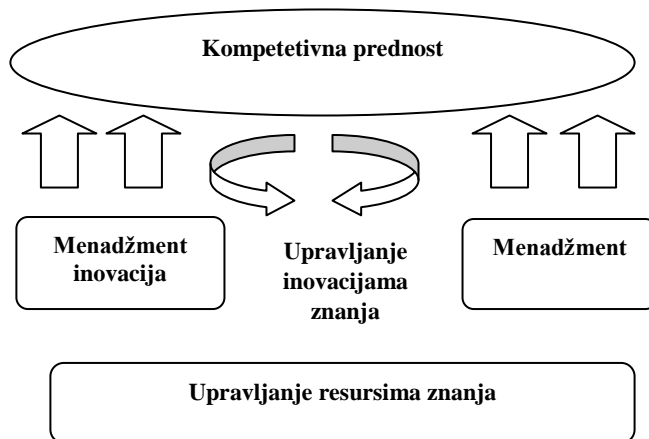 Kompetetivna prednost
Menadžment
inovacija
Upravljanje
inovacijama
znanja
Menadžment
Upravljanje resursima znanja